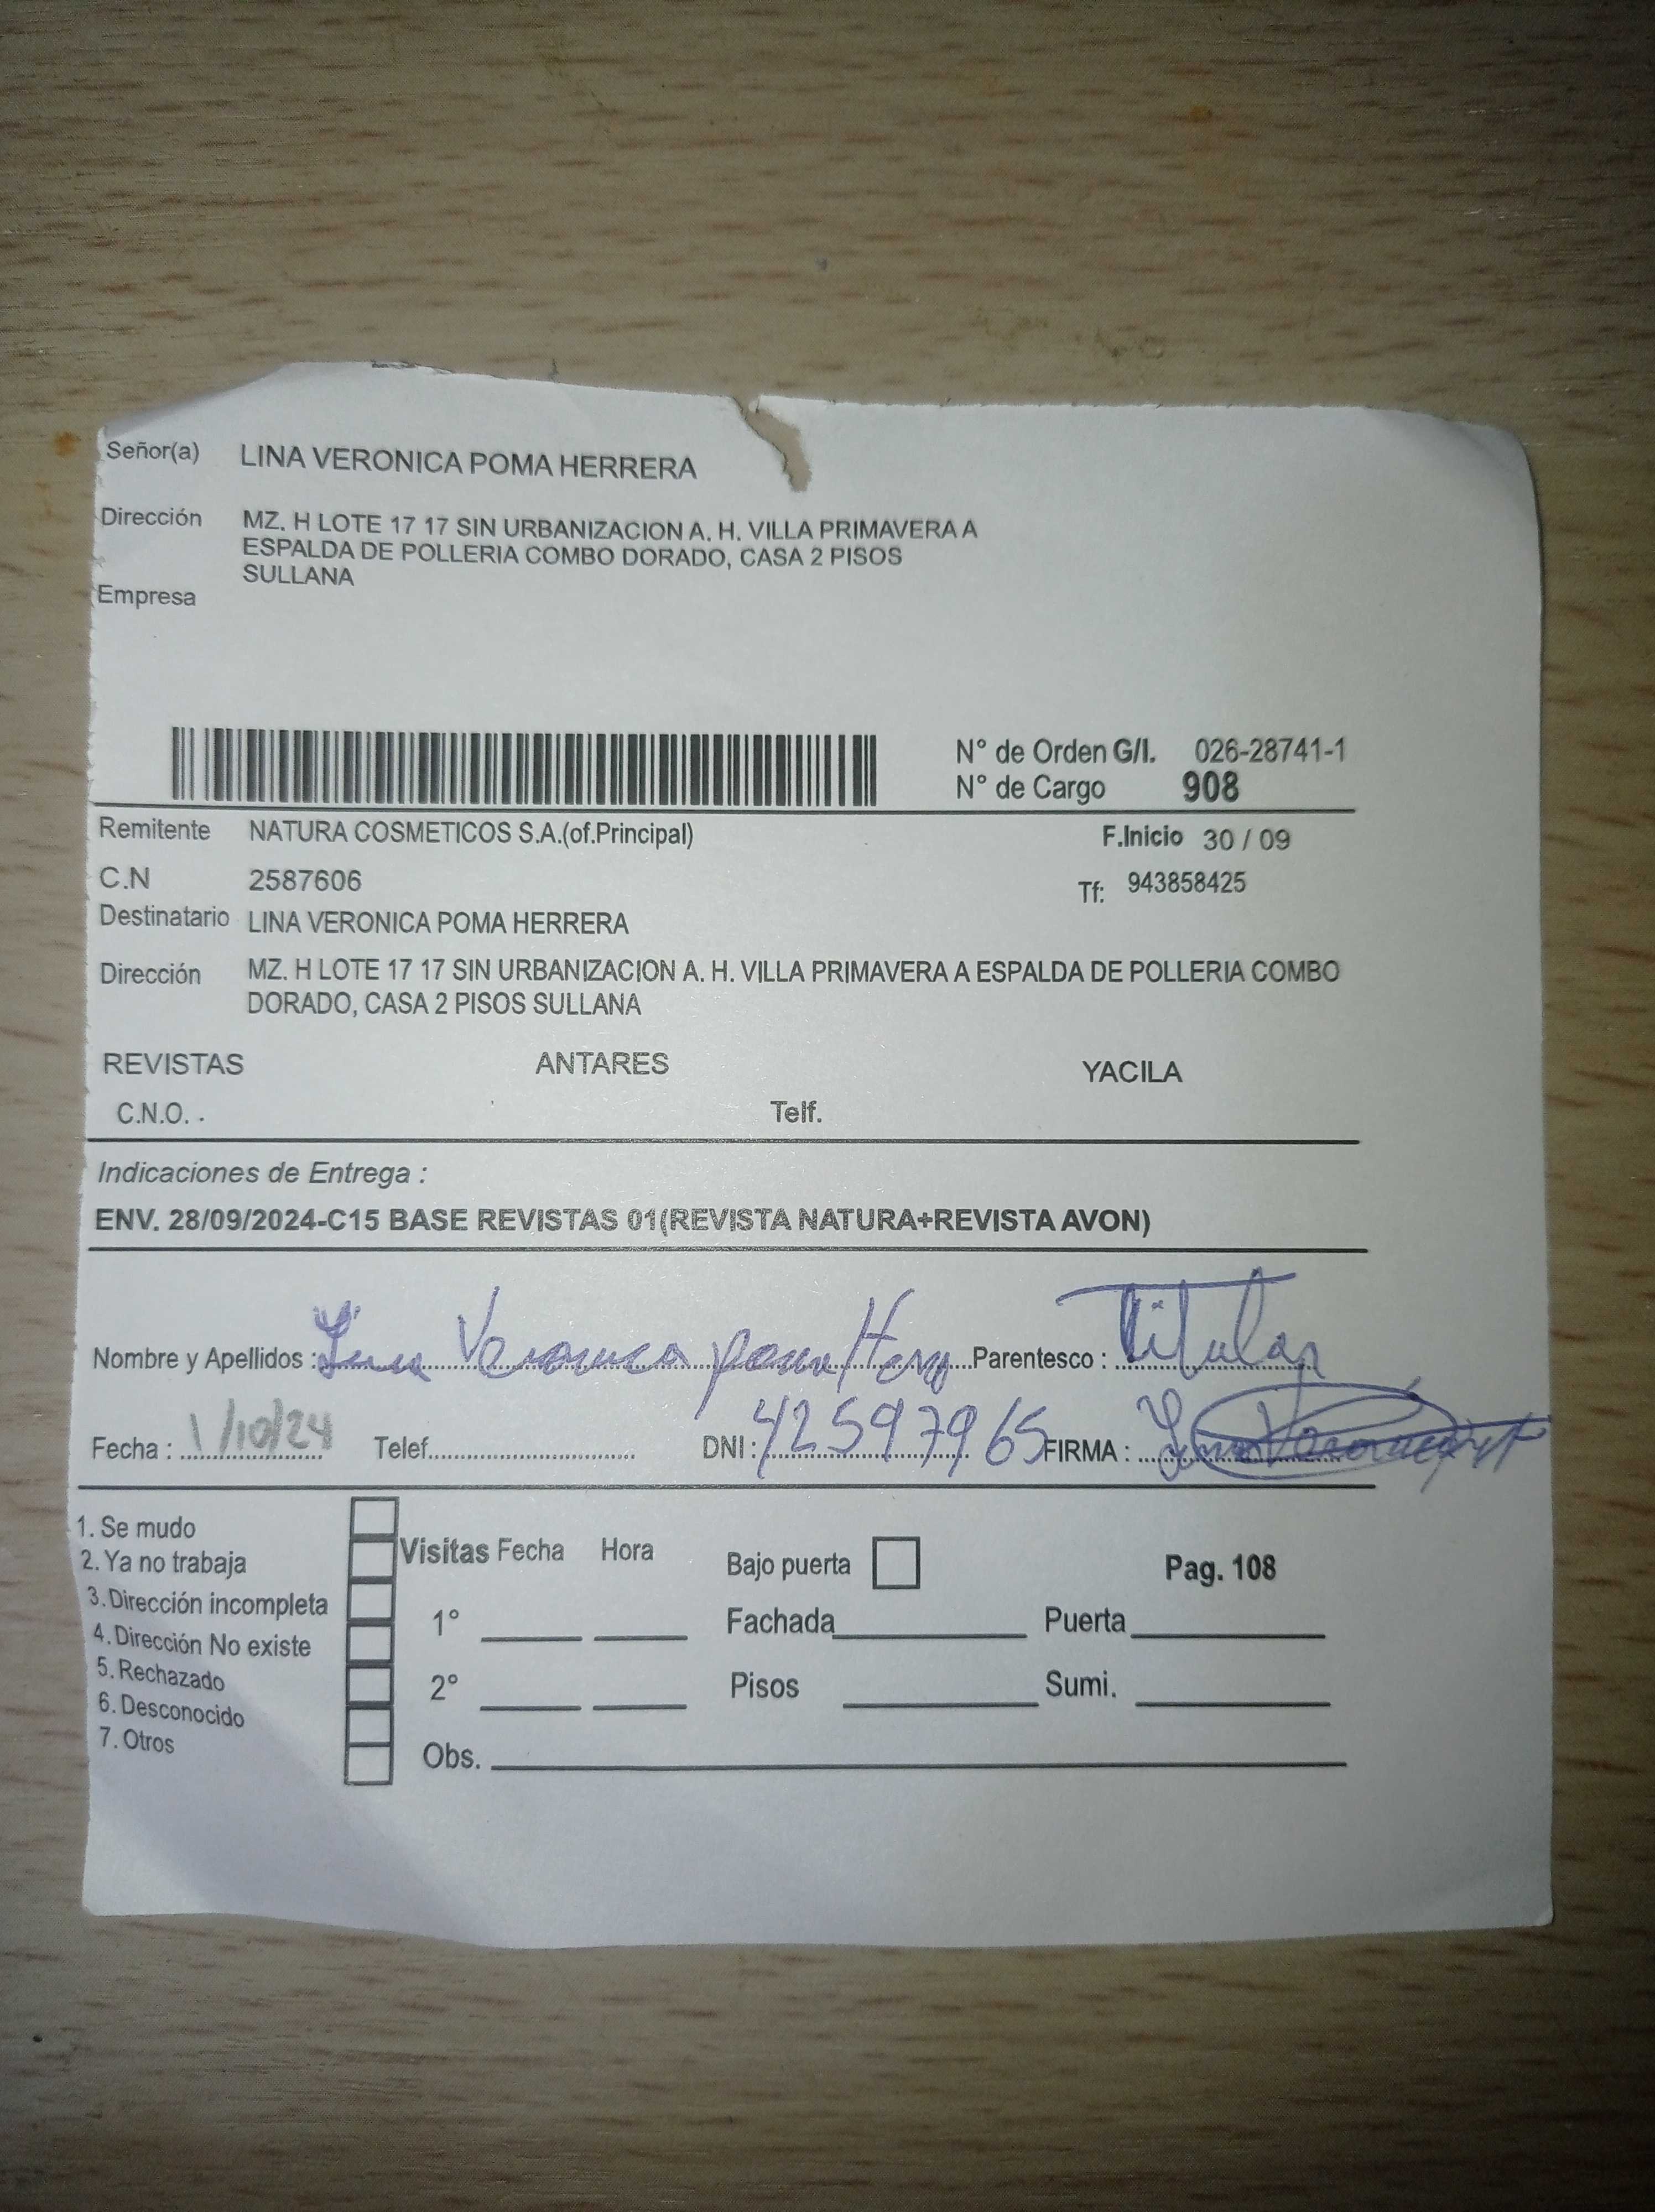 Señor(a) LINA VERONICA POMA HERRERA
Dirección MZ. H LOTE 17 17 SIN URBANIZACION A. H. VILLA PRIMAVERA A
ESPALDA DE POLLERIA COMBO DORADO, CASA 2 PISOS
SULLANA
Empresa
N° de Orden G/I. 026-28741-1
N° de Cargo 908
Remitente NATURA COSMETICOS S.A.(of.Principal) F.Inicio 30 / 09
C.N 2587606 Tf: 943858425
Destinatario LINA VERONICA POMA HERRERA
Dirección MZ. H LOTE 17 17 SIN URBANIZACION A. H. VILLA PRIMAVERA A ESPALDA DE POLLERIA COMBO
DORADO, CASA 2 PISOS SULLANA
REVISTAS ANTARES YACILA
C.N.O. . Telf.
Indicaciones de Entrega :
ENV. 28/09/2024-C15 BASE REVISTAS 01(REVISTA NATURA+REVISTA AVON)
Nombre y Apellidos : Lina Veronica poma Parentesco : Titular
Fecha : 1/10/24 Telef. DNI : 42597965 FIRMA :
1. Se mudo
2. Ya no trabaja
3. Dirección incompleta
4. Dirección No existe
5. Rechazado
6. Desconocido
7. Otros
Visitas Fecha Hora Bajo puerta Pag. 108
1° Fachada Puerta
2° Pisos Sumi.
Obs.